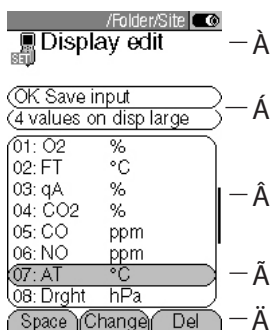 /Folder/Site
SET
Display edit
À
OK Save input
4 values on disp large
Á
01: O2 %
02: FT °C
03: qA %
04: CO2 %
Â
05: CO ppm
06: NO ppm
07: AT °C
Ã
08: Drght hPa
Space Change Del
Ä